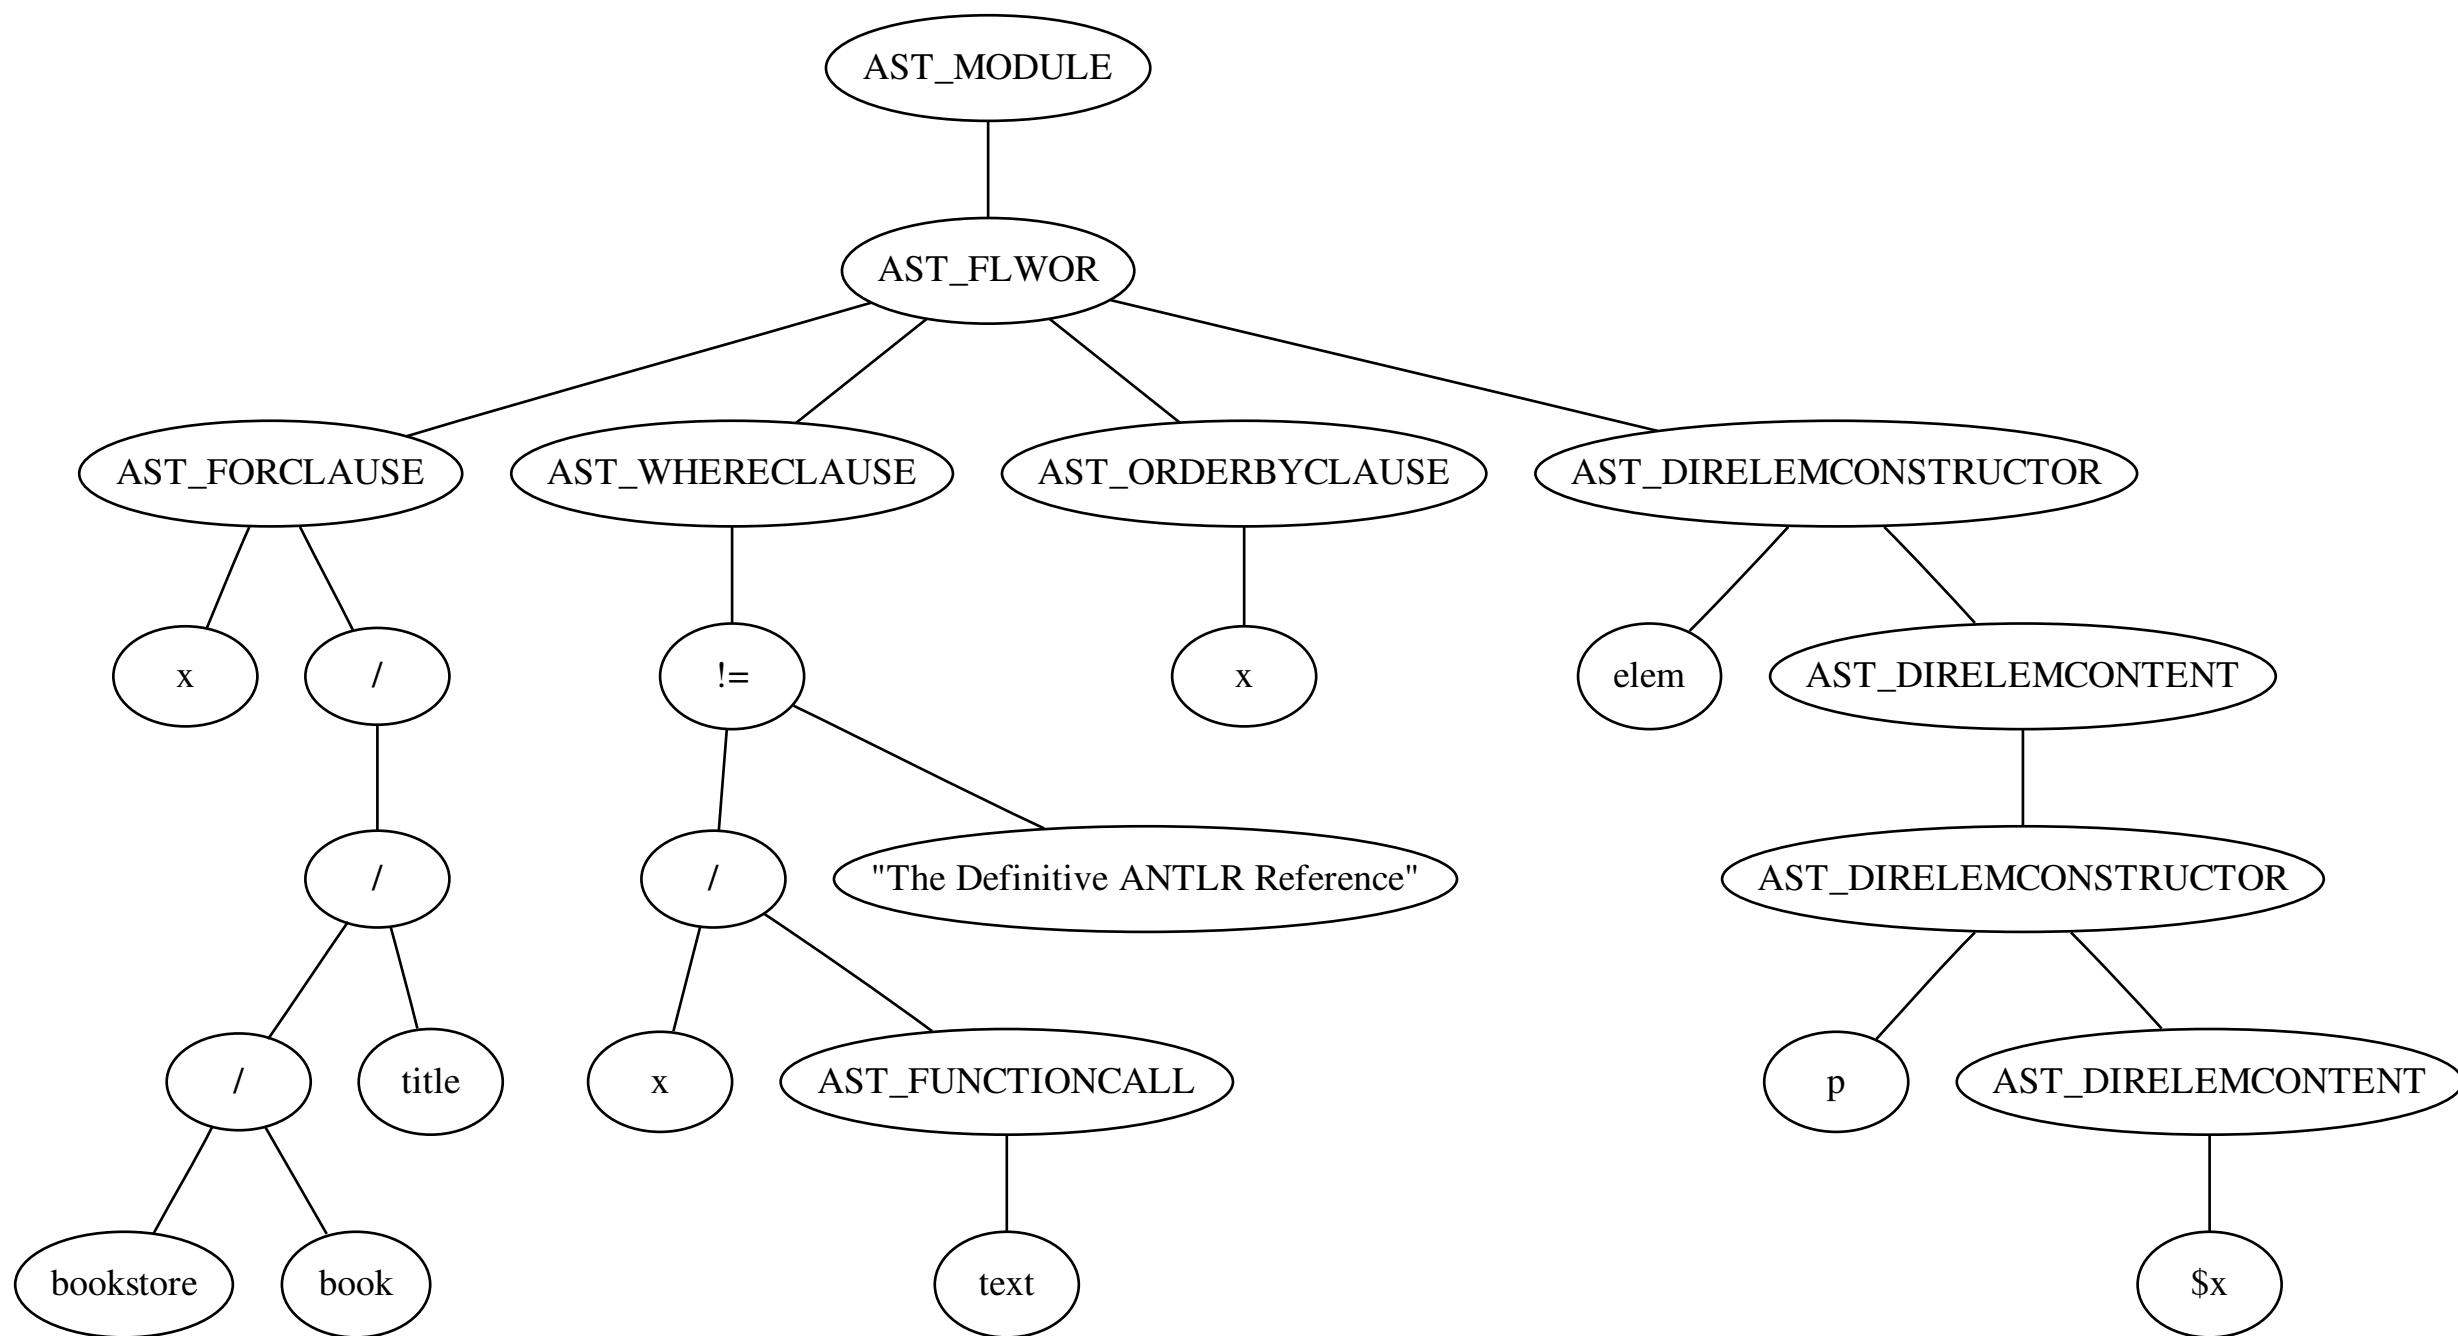 AST_MODULE
AST_FLWOR
AST_FORCLAUSE
AST_WHERECLAUSE
AST_ORDERBYCLAUSE
AST_DIRELEMCONSTRUCTOR
x
/
!=
x
elem
AST_DIRELEMCONTENT
/
/
"The Definitive ANTLR Reference"
AST_DIRELEMCONSTRUCTOR
/
title
x
AST_FUNCTIONCALL
p
AST_DIRELEMCONTENT
bookstore
book
text
$x